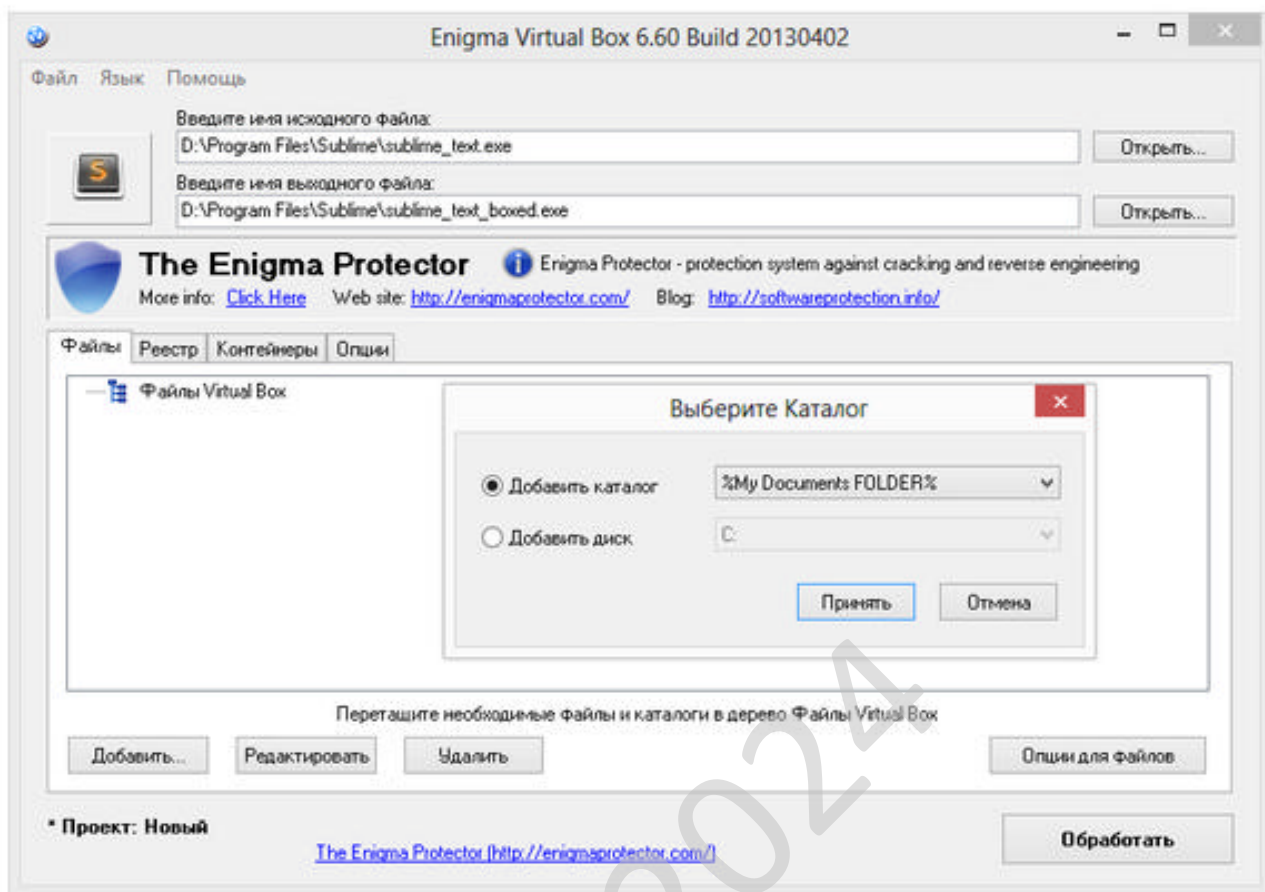 Enigma Virtual Box 6.60 Build 20130402
Файл Язык Помощь
Введите имя исходного файла:
D:\Program Files\Sublime\sublime_text.exe
Открыть...
S
Введите имя выходного файла:
D:\Program Files\Sublime\sublime_text_boxed.exe
Открыть...
The Enigma Protector
i
Enigma Protector - protection system against cracking and reverse engineering
More info: Click Here Web site: http://enigmaprotector.com/ Blog: http://softwareprotection.info/
Файлы Реестр Контейнеры Опции
Файлы Virtual Box
Выберите Каталог
Добавить каталог %My Documents FOLDER%
Добавить диск C:
Принять Отмена
Перетащите необходимые файлы и каталоги в дерево Файлы Virtual Box
Добавить... Редактировать Удалить Опции для файлов
* Проект: Новый
The Enigma Protector (http://enigmaprotector.com/)
Обработать
2024